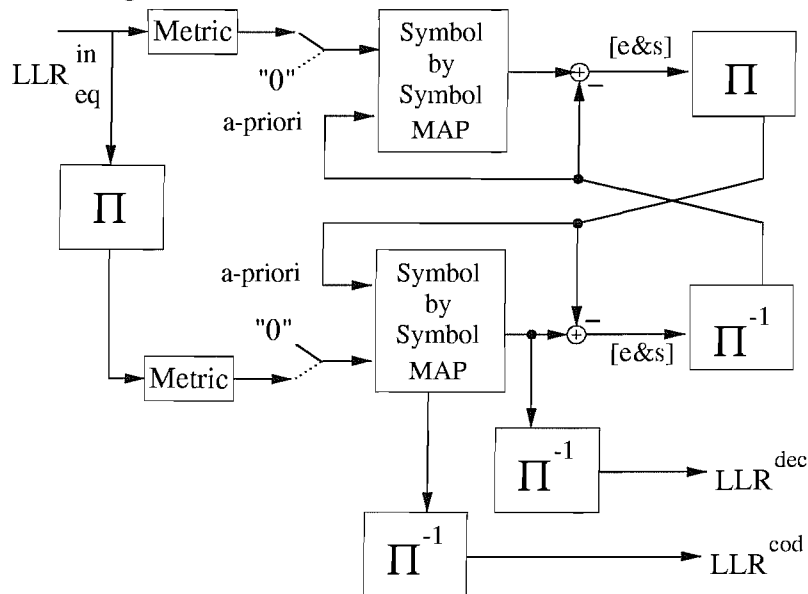 LLR in eq
Metric
"0"
a-priori
Symbol
by
Symbol
MAP
+
−
[e&s]
Π
Π
a-priori
"0"
Metric
Symbol
by
Symbol
MAP
+
−
[e&s]
Π-1
Π-1
LLR dec
Π-1
LLR cod